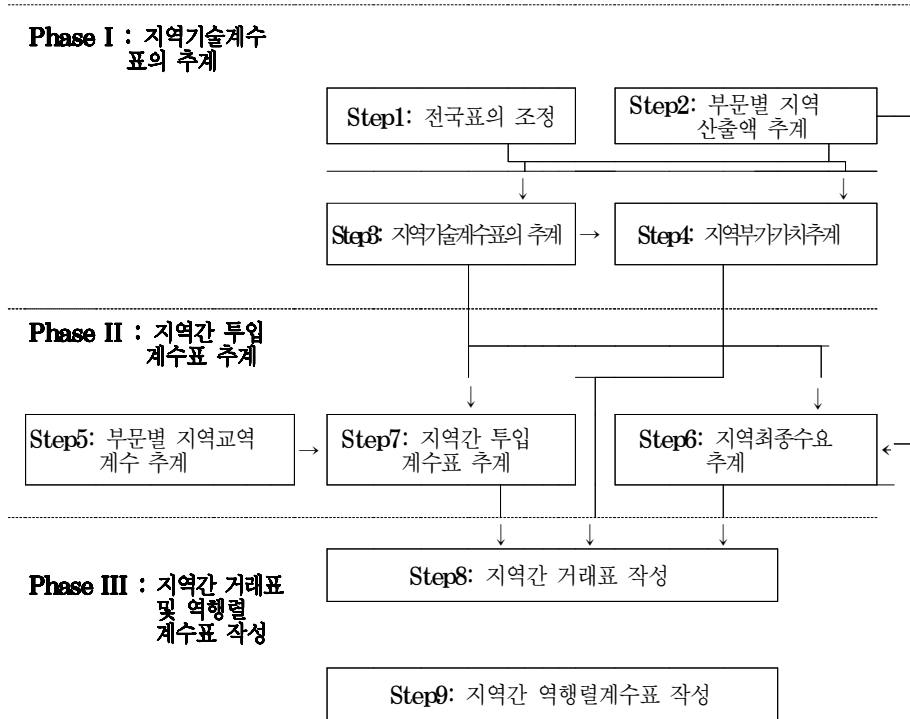 Phase I : 지역기술계수
표의 추계
Step1: 전국표의 조정
Step2: 부문별 지역
산출액 추계
Step3: 지역기술계수표의 추계
→
Step4: 지역부가가치추계
Phase II : 지역간 투입
계수표 추계
Step5: 부문별 지역교역
계수 추계
→
Step7: 지역간 투입
계수표 추계
Step6: 지역최종수요
추계
Phase III : 지역간 거래표
및 역행렬
계수표 작성
Step8: 지역간 거래표 작성
Step9: 지역간 역행렬계수표 작성